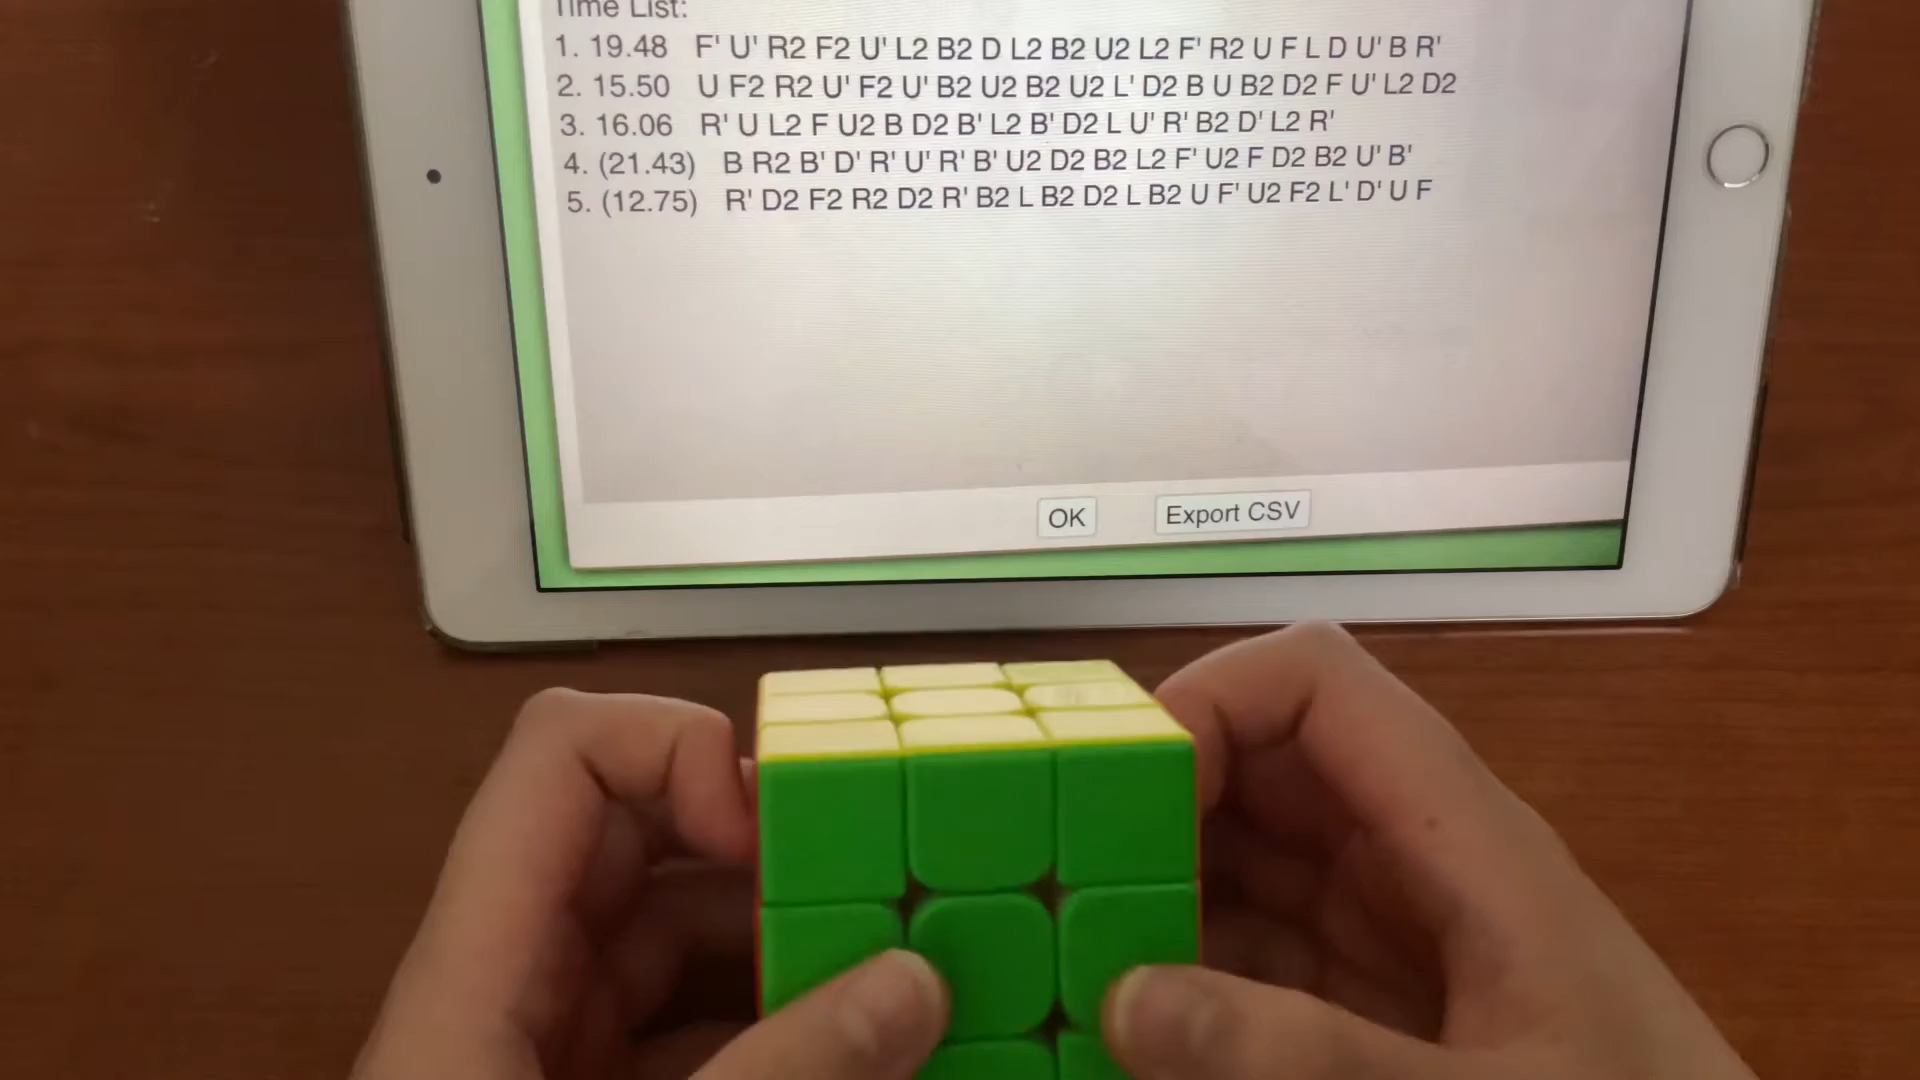 Time List:
1. 19.48 F' U' R2 F2 U' L2 B2 D L2 B2 U2 L2 F' R2 U F L D U' B R'
2. 15.50 U F2 R2 U' F2 U' B2 U2 B2 U2 L' D2 B U B2 D2 F U' L2 D2
3. 16.06 R' U L2 F U2 B D2 B' L2 B' D2 L U' R' B2 D' L2 R'
4. (21.43) B R2 B' D' R' U' R' B' U2 D2 B2 L2 F' U2 F D2 B2 U' B'
5. (12.75) R' D2 F2 R2 D2 R' B2 L B2 D2 L B2 U F' U2 F2 L' D' U F
OK Export CSV